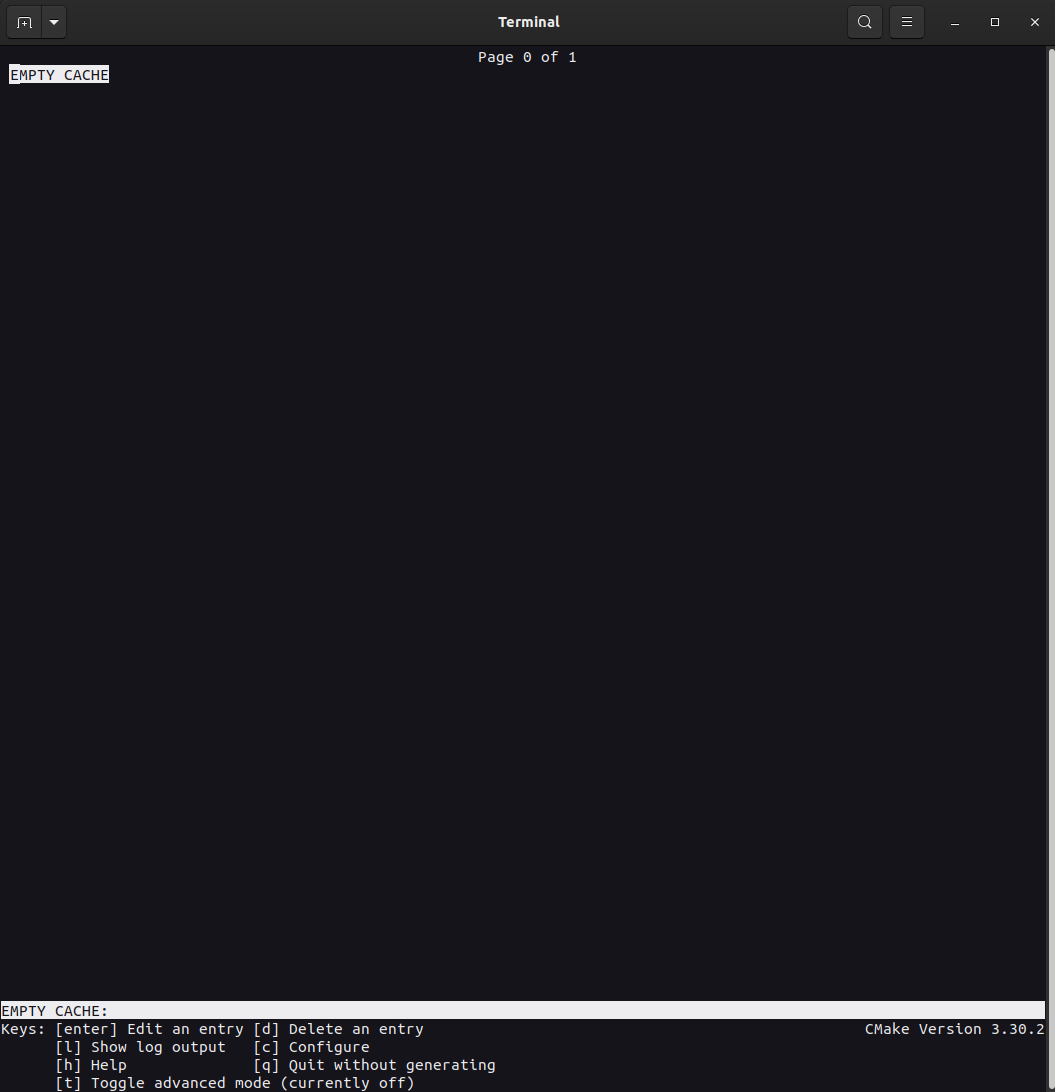 Terminal
Page 0 of 1
EMPTY CACHE
EMPTY CACHE:
Keys: [enter] Edit an entry [d] Delete an entry CMake Version 3.30.2
[l] Show log output [c] Configure
[h] Help [q] Quit without generating
[t] Toggle advanced mode (currently off)